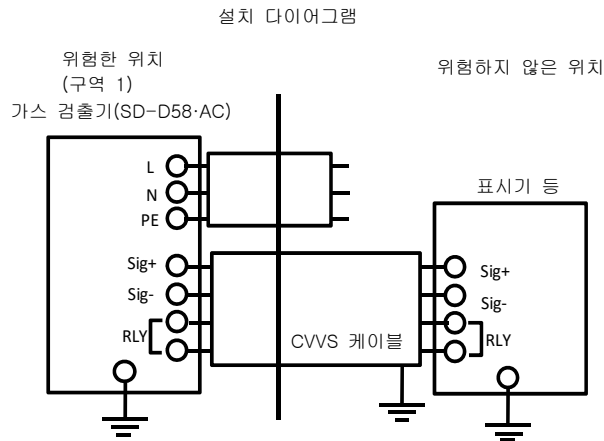 설치 다이어그램
위험한 위치
(구역 1)
가스 검출기(SD-D58·AC)
위험하지 않은 위치
L
N
PE
표시기 등
Sig+
Sig-
RLY
CVVS 케이블
Sig+
Sig-
RLY